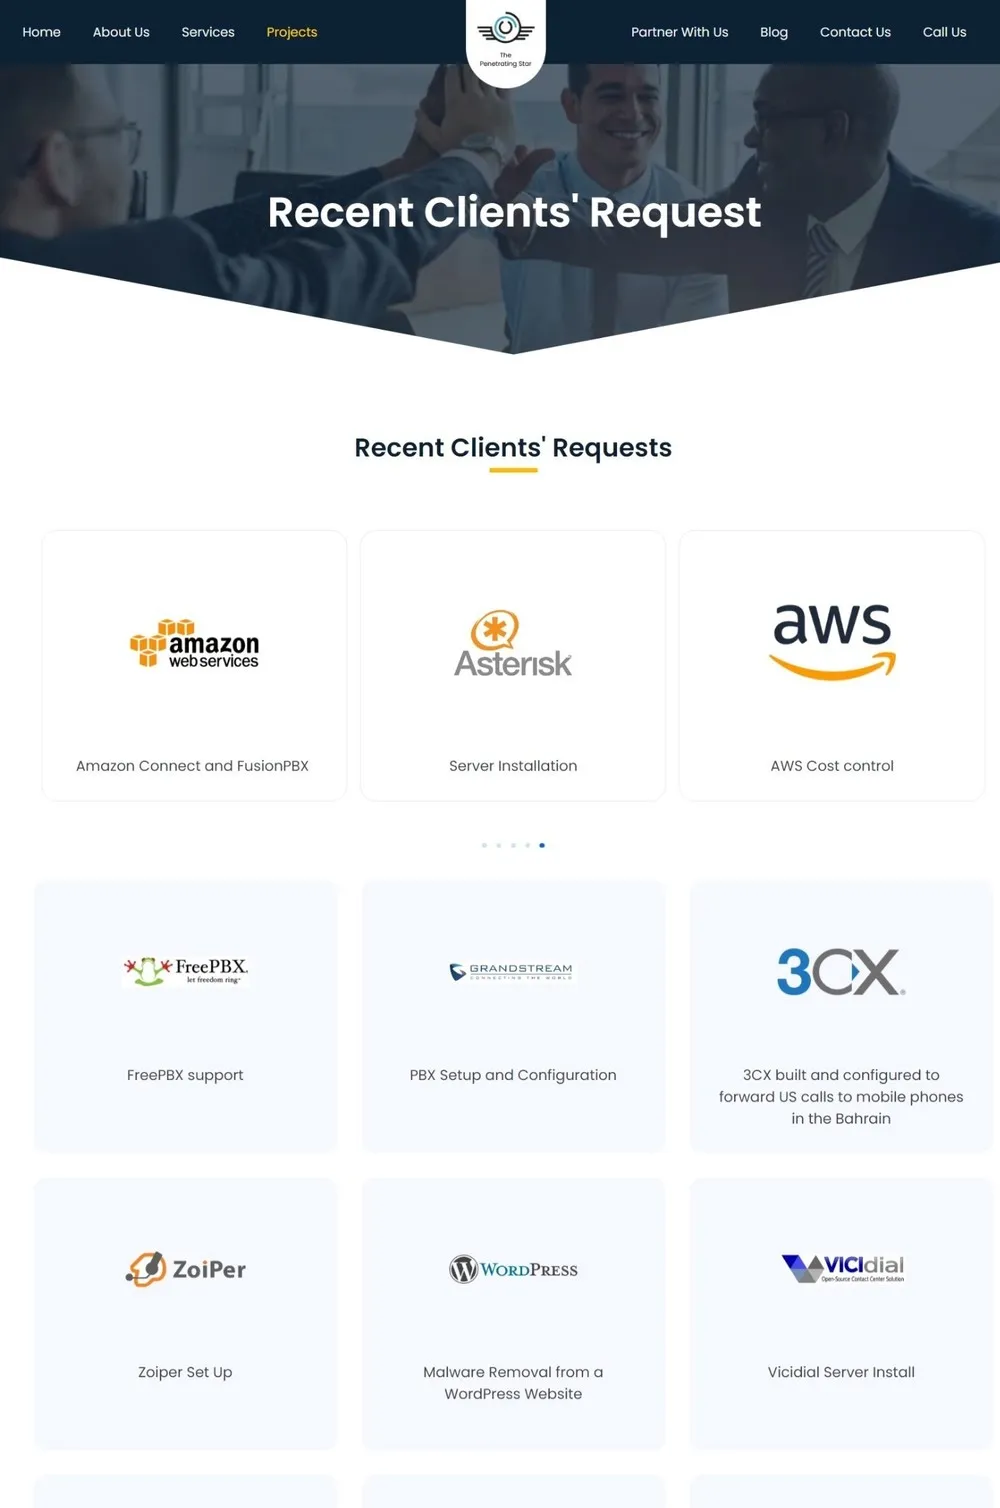 Home About Us Services Projects
The
Penetrating Star
Partner With Us Blog Contact Us Call Us
Recent Clients' Request
Recent Clients' Requests
amazon
web services
Asterisk
aws
Amazon Connect and FusionPBX
Server Installation
AWS Cost control
FreePBX.
let freedom ring™
GRANDSTREAM
CONNECTING THE WORLD
3CX®
FreePBX support
PBX Setup and Configuration
3CX built and configured to
forward US calls to mobile phones
in the Bahrain
ZoiPer
WORDPRESS
VICIdial
Open-Source Contact Center Solution
Zoiper Set Up
Malware Removal from a
WordPress Website
Vicidial Server Install